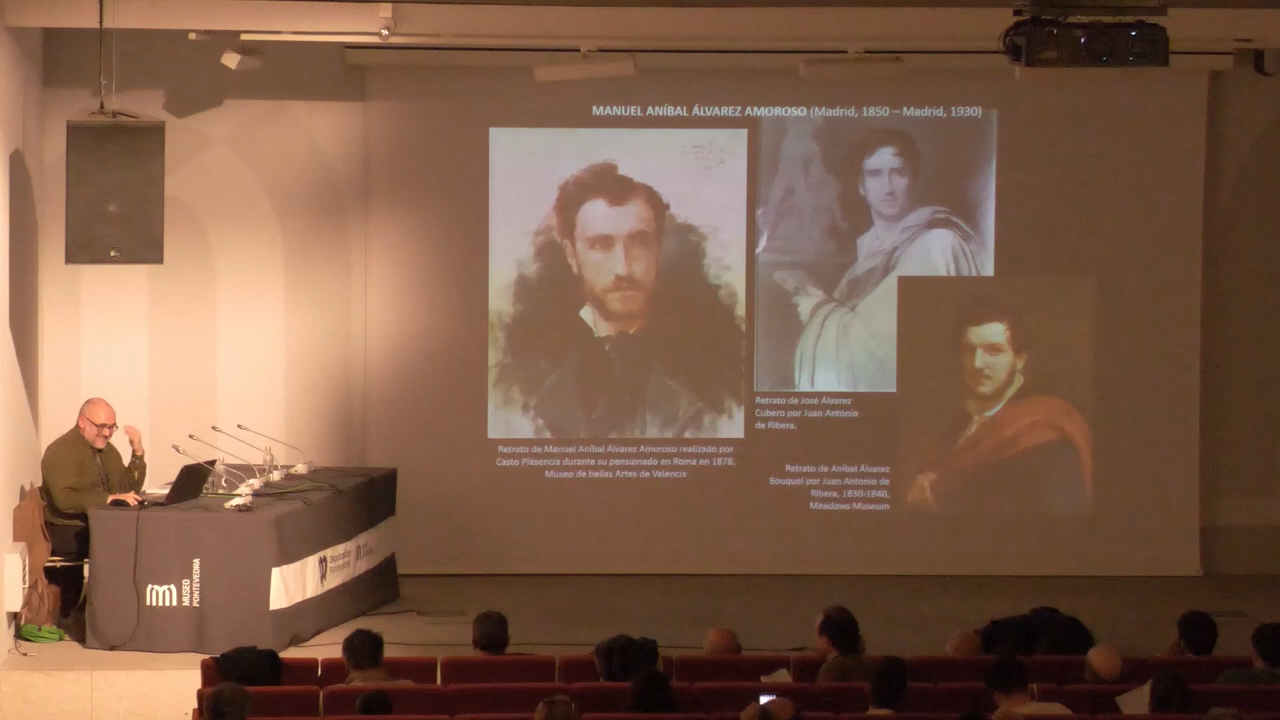 MANUEL ANÍBAL ÁLVAREZ AMOROSO (Madrid, 1850 – Madrid, 1930)
Retrato de Manuel Aníbal Álvarez Amoroso realizado por
Casto Plasencia durante su pensionado en Roma en 1878,
Museo de bellas Artes de Valencia
Retrato de José Álvarez
Cubero por Juan Antonio
de Ribera.
Retrato de Aníbal Álvarez
Bouquel por Juan Antonio de
Ribera, 1830-1840,
Meadows Museum
MUSEO
PONTEVEDRA